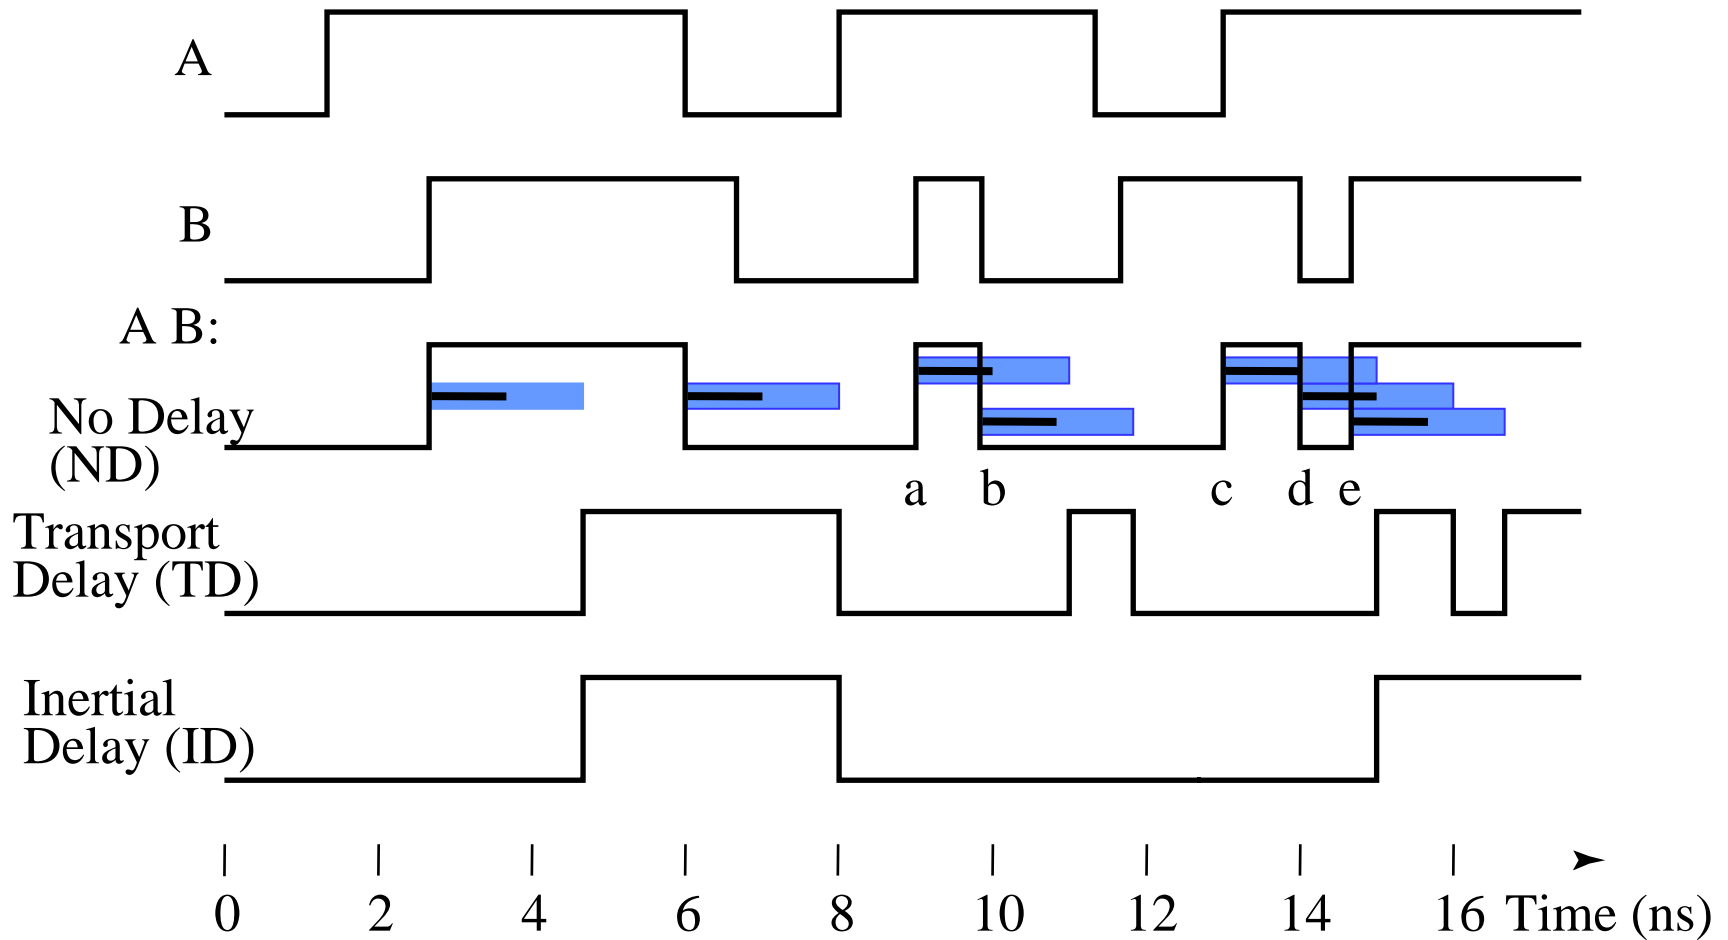 A
B
A B:
No Delay
(ND)
a b c d e
Transport
Delay (TD)
Inertial
Delay (ID)
0 2 4 6 8 10 12 14 16 Time (ns)